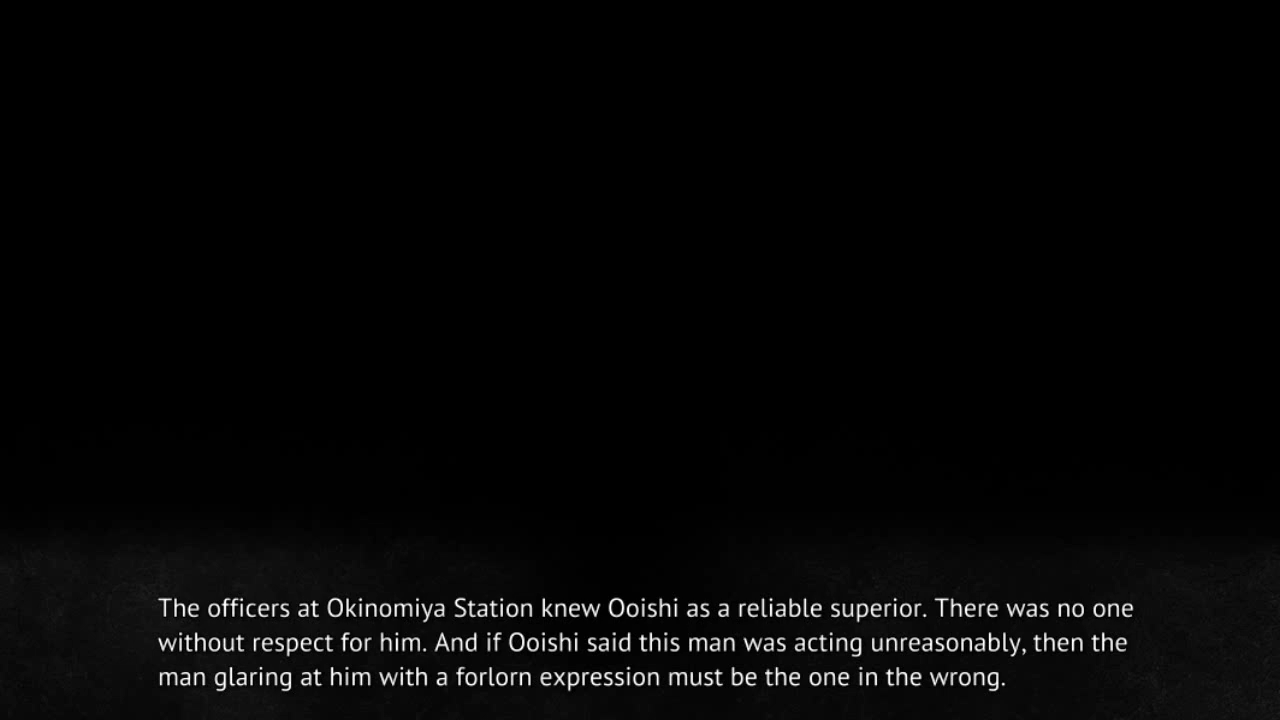 The officers at Okinomiya Station knew Ooishi as a reliable superior. There was no one
without respect for him. And if Ooishi said this man was acting unreasonably, then the
man glaring at him with a forlorn expression must be the one in the wrong.